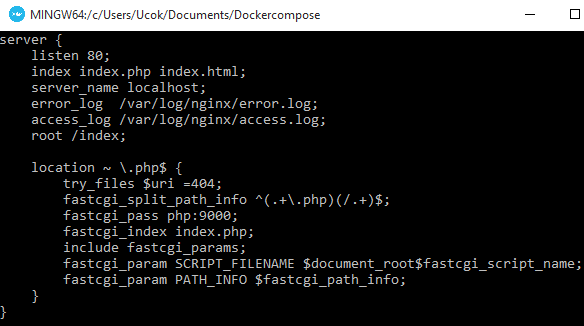 MINGW64:/c/Users/Ucok/Documents/Dockercompose
server {
    listen 80;
    index index.php index.html;
    server_name localhost;
    error_log  /var/log/nginx/error.log;
    access_log /var/log/nginx/access.log;
    root /index;

    location ~ \.php$ {
        try_files $uri =404;
        fastcgi_split_path_info ^(.+\.php)(/.+)$;
        fastcgi_pass php:9000;
        fastcgi_index index.php;
        include fastcgi_params;
        fastcgi_param SCRIPT_FILENAME $document_root$fastcgi_script_name;
        fastcgi_param PATH_INFO $fastcgi_path_info;
    }
}